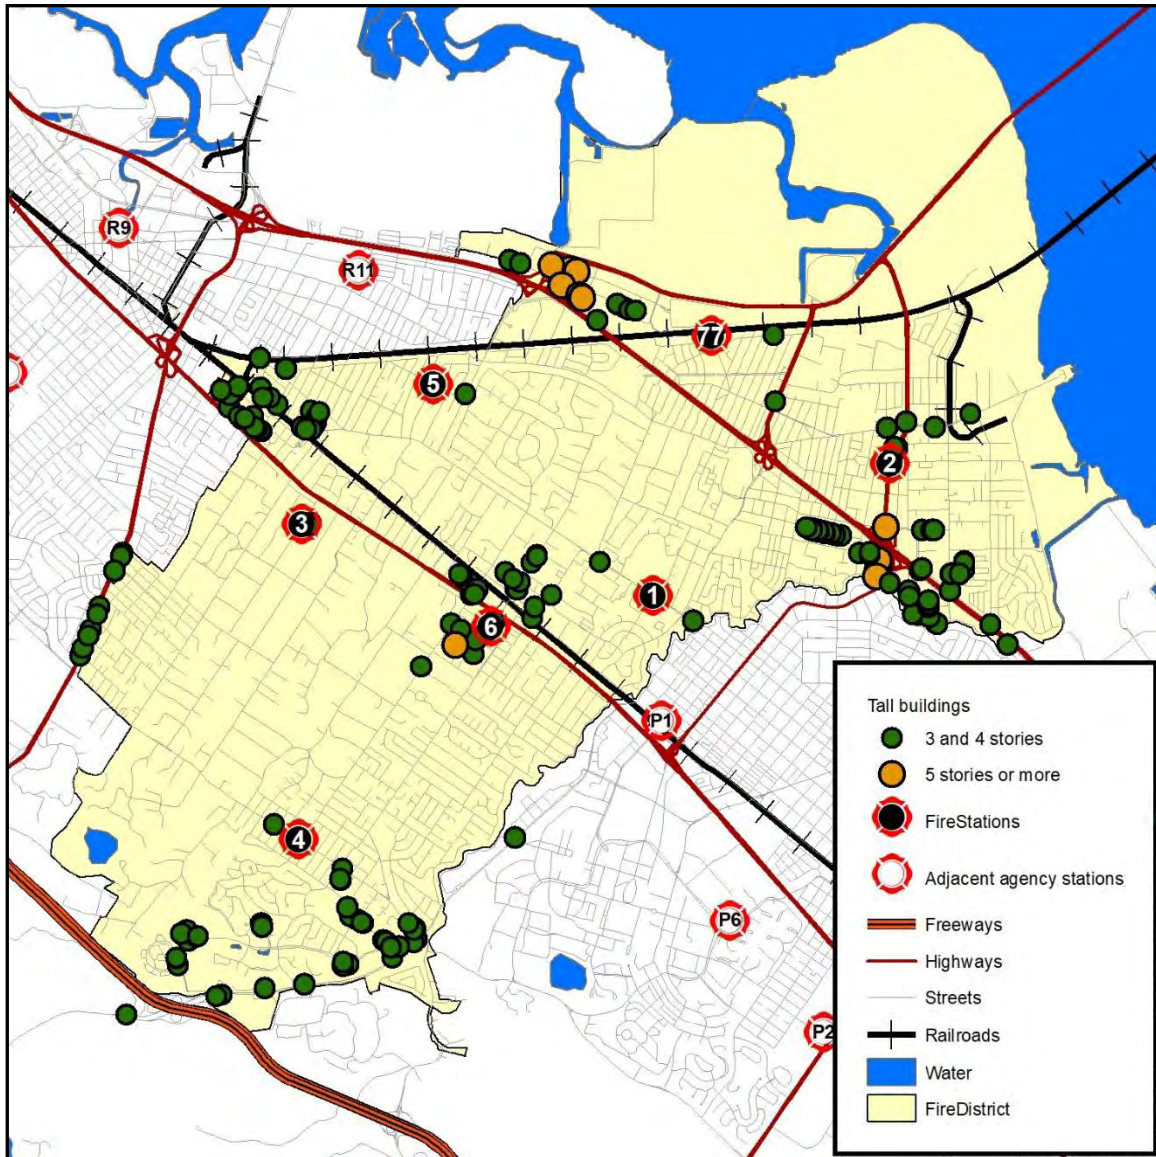 R9
R11
77
5
2
3
1
6
P1
4
P6
P2
Tall buildings
3 and 4 stories
5 stories or more
FireStations
Adjacent agency stations
Freeways
Highways
Streets
Railroads
Water
FireDistrict